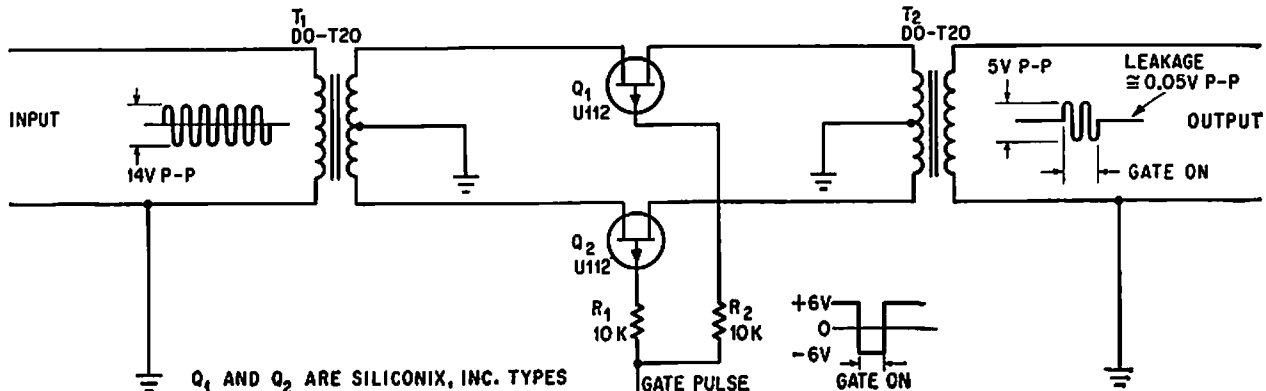 T1
DO-T20
T2
DO-T20
INPUT
14V P-P
Q1
U112
5V P-P
LEAKAGE
≅0.05V P-P
OUTPUT
GATE ON
Q2
U112
R1
10K
R2
10K
+6V
0
-6V
GATE ON
Q1 AND Q2 ARE SILICONIX, INC. TYPES
GATE PULSE